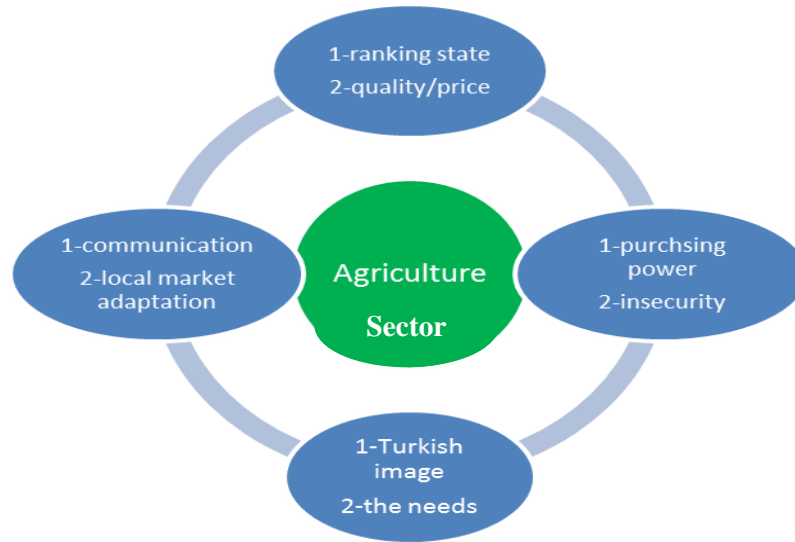 1-ranking state
2-quality/price
1-communication
2-local market
adaptation
Agriculture
Sector
1-purchsing
power
2-insecurity
1-Turkish
image
2-the needs